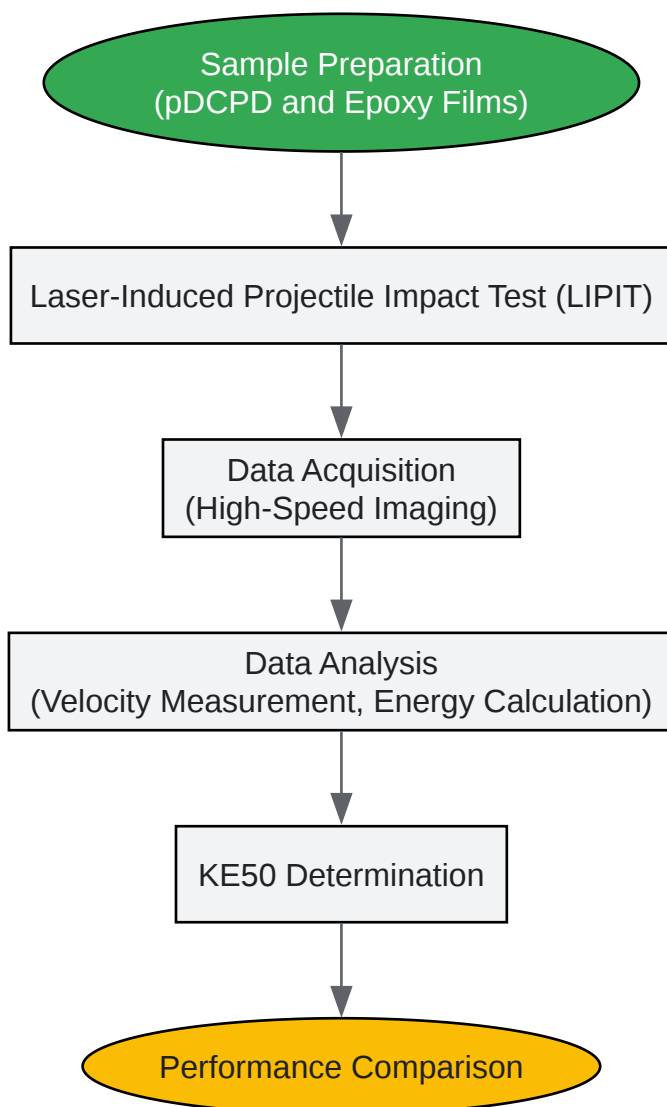 Sample Preparation
(pDCPD and Epoxy Films)
Laser-Induced Projectile Impact Test (LIPIT)
Data Acquisition
(High-Speed Imaging)
Data Analysis
(Velocity Measurement, Energy Calculation)
KE50 Determination
Performance Comparison